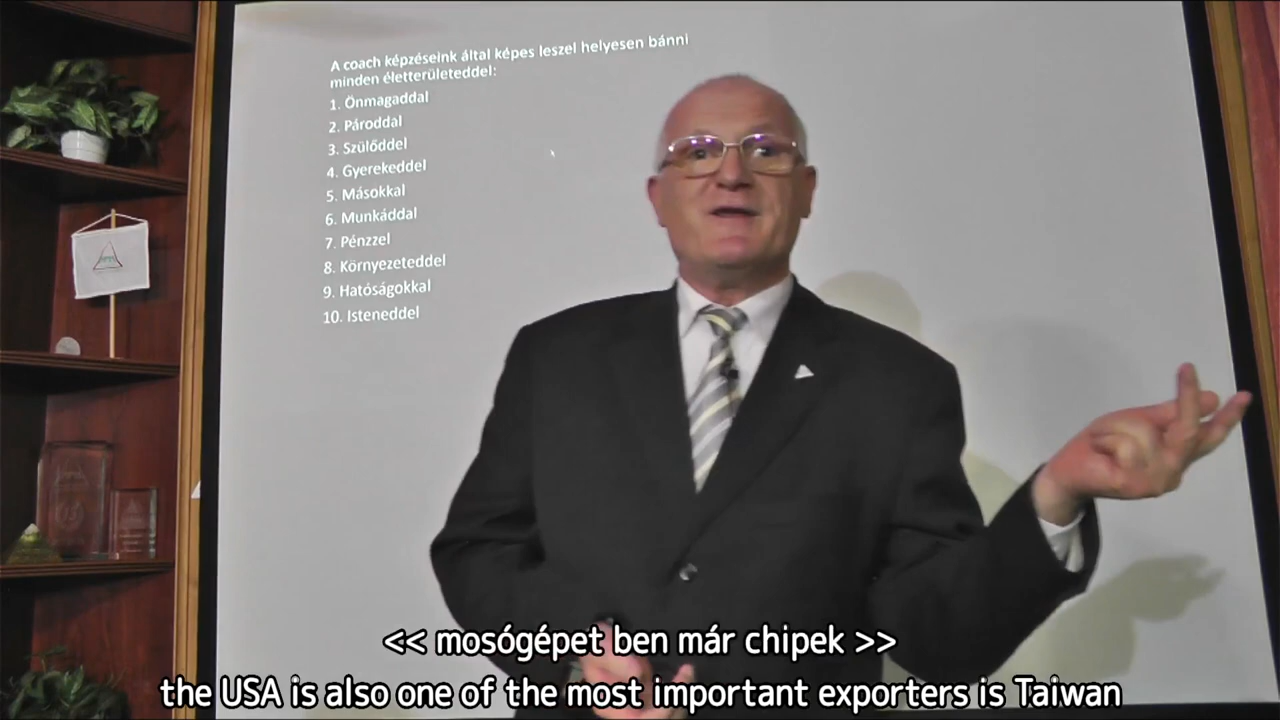 A coach képzéseink által képes leszel helyesen bánni
minden életterületeddel:
1. Önmagaddal
2. Pároddal
3. Szülőddel
4. Gyerekeddel
5. Másokkal
6. Munkáddal
7. Pénzzel
8. Környezeteddel
9. Hatóságokkal
10. Isteneddel
<< mosógépet ben már chipek >>
the USA is also one of the most important exporters is Taiwan